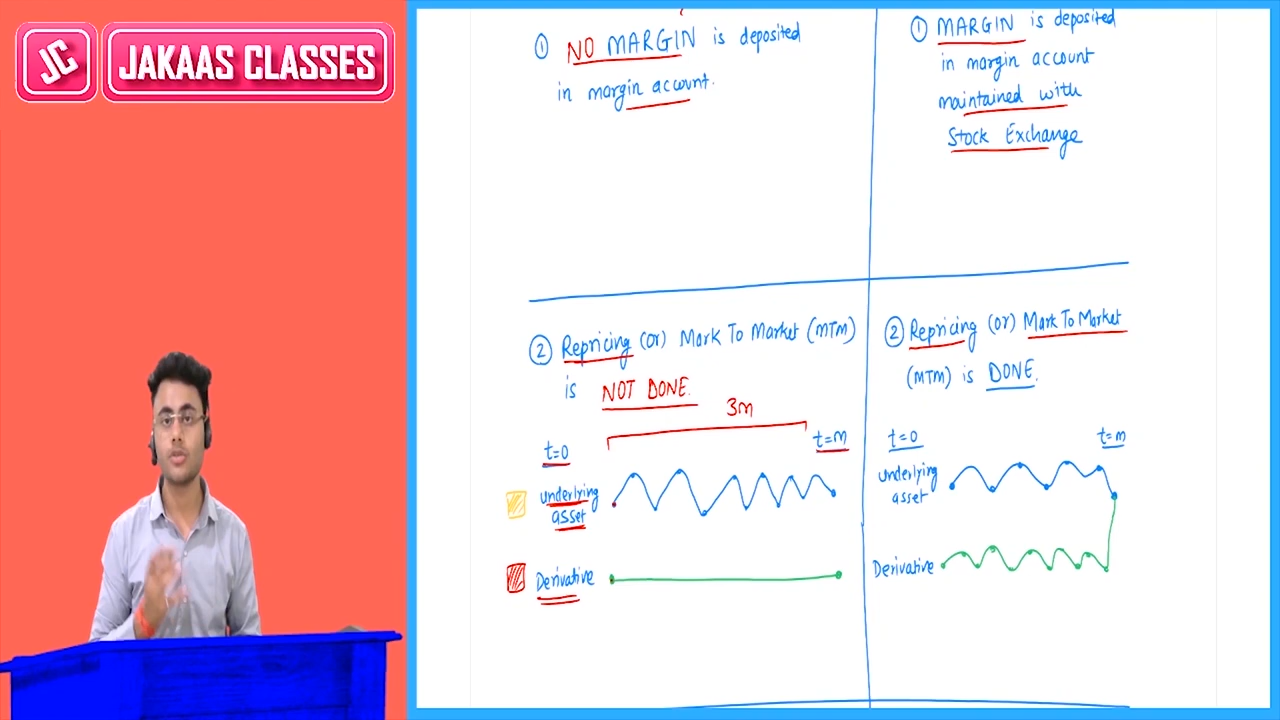 JC
JAKAAS CLASSES
① NO MARGIN is deposited
in margin account.
① MARGIN is deposited
in margin account
maintained with
Stock Exchange
② Repricing (or) Mark To Market (MTM)
is NOT DONE.
3m
t=0
t=m
underlying
asset
Derivative
② Repricing (or) Mark To Market
(MTM) is DONE.
t=0
t=m
underlying
asset
Derivative